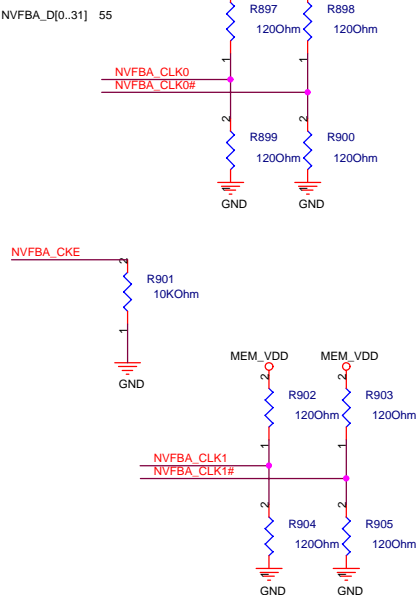 NVFBA_D[0..31] 55
R897 R898
120Ohm 120Ohm
1 1
NVFBA_CLK0
NVFBA_CLK0#
2 2
R899 R900
120Ohm 120Ohm
GND GND
NVFBA_CKE
2
R901
10KOhm
1
GND
MEM_VDD MEM_VDD
2 2
R902 R903
120Ohm 120Ohm
1 1
NVFBA_CLK1
NVFBA_CLK1#
2 2
R904 R905
120Ohm 120Ohm
GND GND